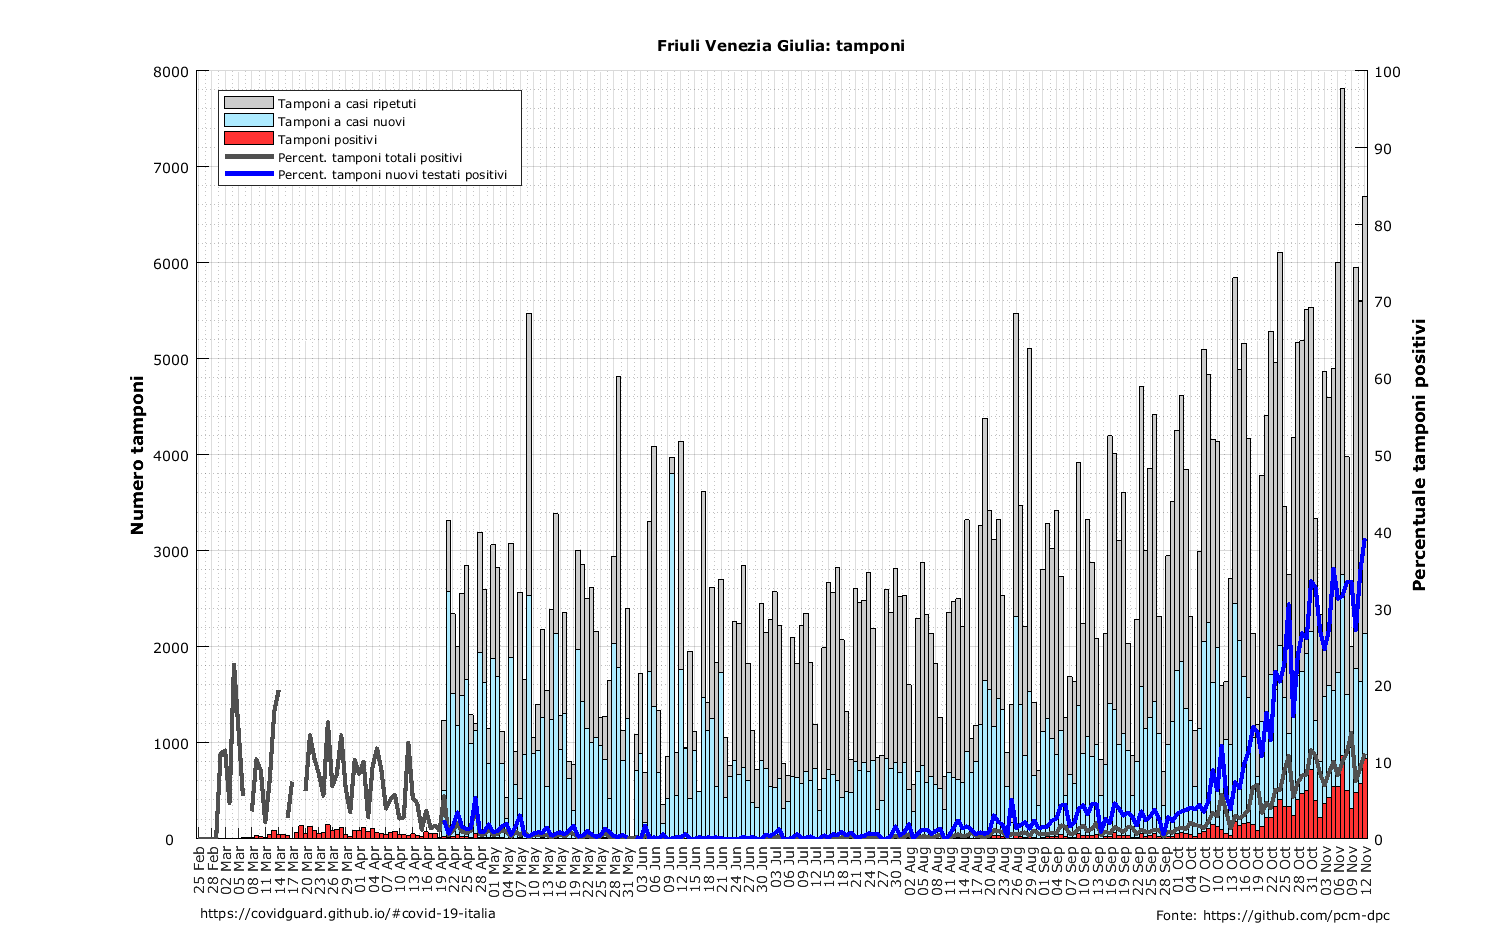 Friuli Venezia Giulia: tamponi
Tamponi a casi ripetuti
Tamponi a casi nuovi
Tamponi positivi
Percent. tamponi totali positivi
Percent. tamponi nuovi testati positivi
Numero tamponi
8000
7000
6000
5000
4000
3000
2000
1000
0
Percentuale tamponi positivi
100
90
80
70
60
50
40
30
20
10
0
25 Feb
28 Feb
02 Mar
05 Mar
08 Mar
11 Mar
14 Mar
17 Mar
20 Mar
23 Mar
26 Mar
29 Mar
01 Apr
04 Apr
07 Apr
10 Apr
13 Apr
16 Apr
19 Apr
22 Apr
25 Apr
28 Apr
01 May
04 May
07 May
10 May
13 May
16 May
19 May
22 May
25 May
28 May
31 May
03 Jun
06 Jun
09 Jun
12 Jun
15 Jun
18 Jun
21 Jun
24 Jun
27 Jun
30 Jun
03 Jul
06 Jul
09 Jul
12 Jul
15 Jul
18 Jul
21 Jul
24 Jul
27 Jul
30 Jul
02 Aug
05 Aug
08 Aug
11 Aug
14 Aug
17 Aug
20 Aug
23 Aug
26 Aug
29 Aug
01 Sep
04 Sep
07 Sep
10 Sep
13 Sep
16 Sep
19 Sep
22 Sep
25 Sep
28 Sep
01 Oct
04 Oct
07 Oct
10 Oct
13 Oct
16 Oct
19 Oct
22 Oct
25 Oct
28 Oct
31 Oct
03 Nov
06 Nov
09 Nov
12 Nov
https://covidguard.github.io/#covid-19-italia
Fonte: https://github.com/pcm-dpc